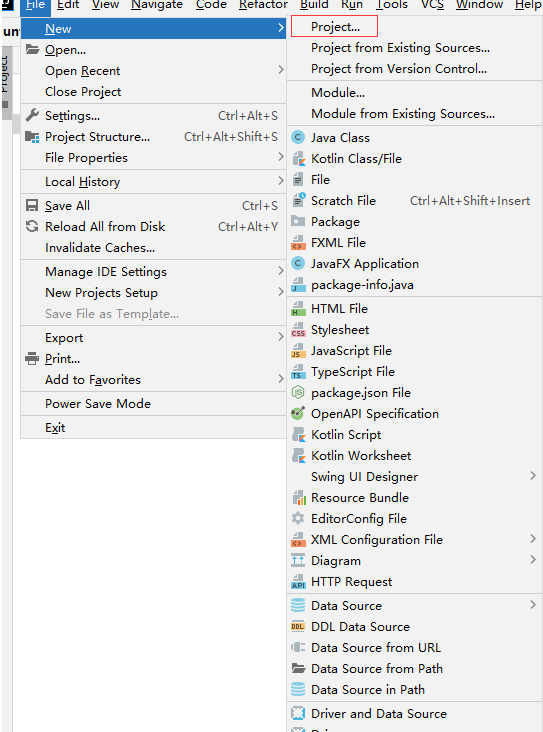 File Edit View Navigate Code Refactor Build Run Tools VCS Window Help
un
Project
New
Open...
Open Recent
Close Project
Settings... Ctrl+Alt+S
Project Structure... Ctrl+Alt+Shift+S
File Properties
Local History
Save All Ctrl+S
Reload All from Disk Ctrl+Alt+Y
Invalidate Caches...
Manage IDE Settings
New Projects Setup
Save File as Template...
Export
Print...
Add to Favorites
Power Save Mode
Exit
Project...
Project from Existing Sources...
Project from Version Control...
Module...
Module from Existing Sources...
Java Class
Kotlin Class/File
File
Scratch File Ctrl+Alt+Shift+Insert
Package
FXML File
JavaFX Application
package-info.java
HTML File
Stylesheet
JavaScript File
TypeScript File
package.json File
OpenAPI Specification
Kotlin Script
Kotlin Worksheet
Swing UI Designer
Resource Bundle
EditorConfig File
XML Configuration File
Diagram
HTTP Request
Data Source
DDL Data Source
Data Source from URL
Data Source from Path
Data Source in Path
Driver and Data Source